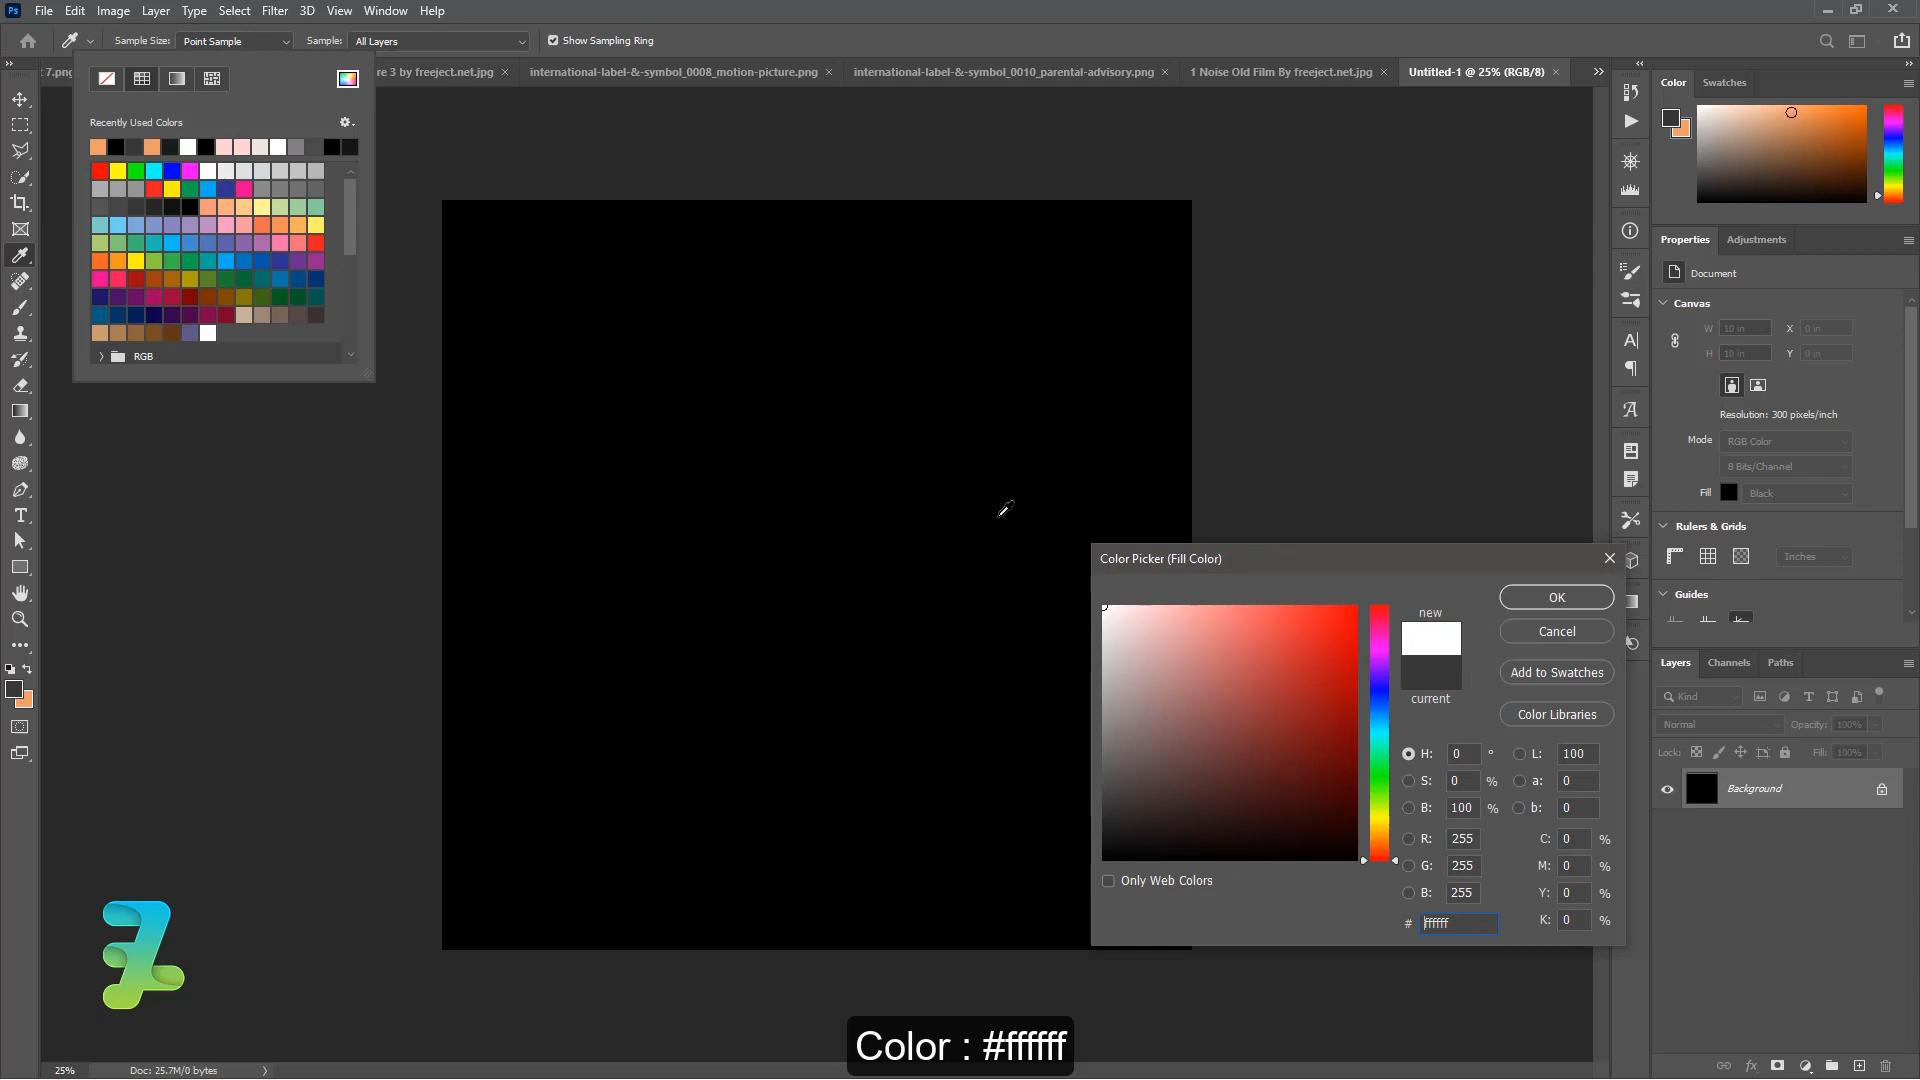 Ps File Edit Image Layer Type Select Filter 3D View Window Help
Sample Size: Point Sample Sample: All Layers Show Sampling Ring
7.png
re 3 by freeject.net.jpg × international-label-&-symbol_0008_motion-picture.png × international-label-&-symbol_0010_parental-advisory.png × 1 Noise Old Film By freeject.net.jpg × Untitled-1 @ 25% (RGB/8) ×
Recently Used Colors
RGB
Color Swatches
Properties Adjustments
Document
Canvas
W 10 in X 0 in
H 10 in Y 0 in
Resolution: 300 pixels/inch
Mode RGB Color
8 Bits/Channel
Fill Black
Rulers & Grids
Inches
Guides
Color Picker (Fill Color)
new
current
OK
Cancel
Add to Swatches
Color Libraries
H: 0 ° L: 100
S: 0 % a: 0
B: 100 % b: 0
R: 255 C: 0 %
G: 255 M: 0 %
B: 255 Y: 0 %
# ffffff K: 0 %
Only Web Colors
Layers Channels Paths
Kind
Normal Opacity: 100%
Lock: Fill: 100%
Background
Color : #ffffff
25% Doc: 25.7M/0 bytes